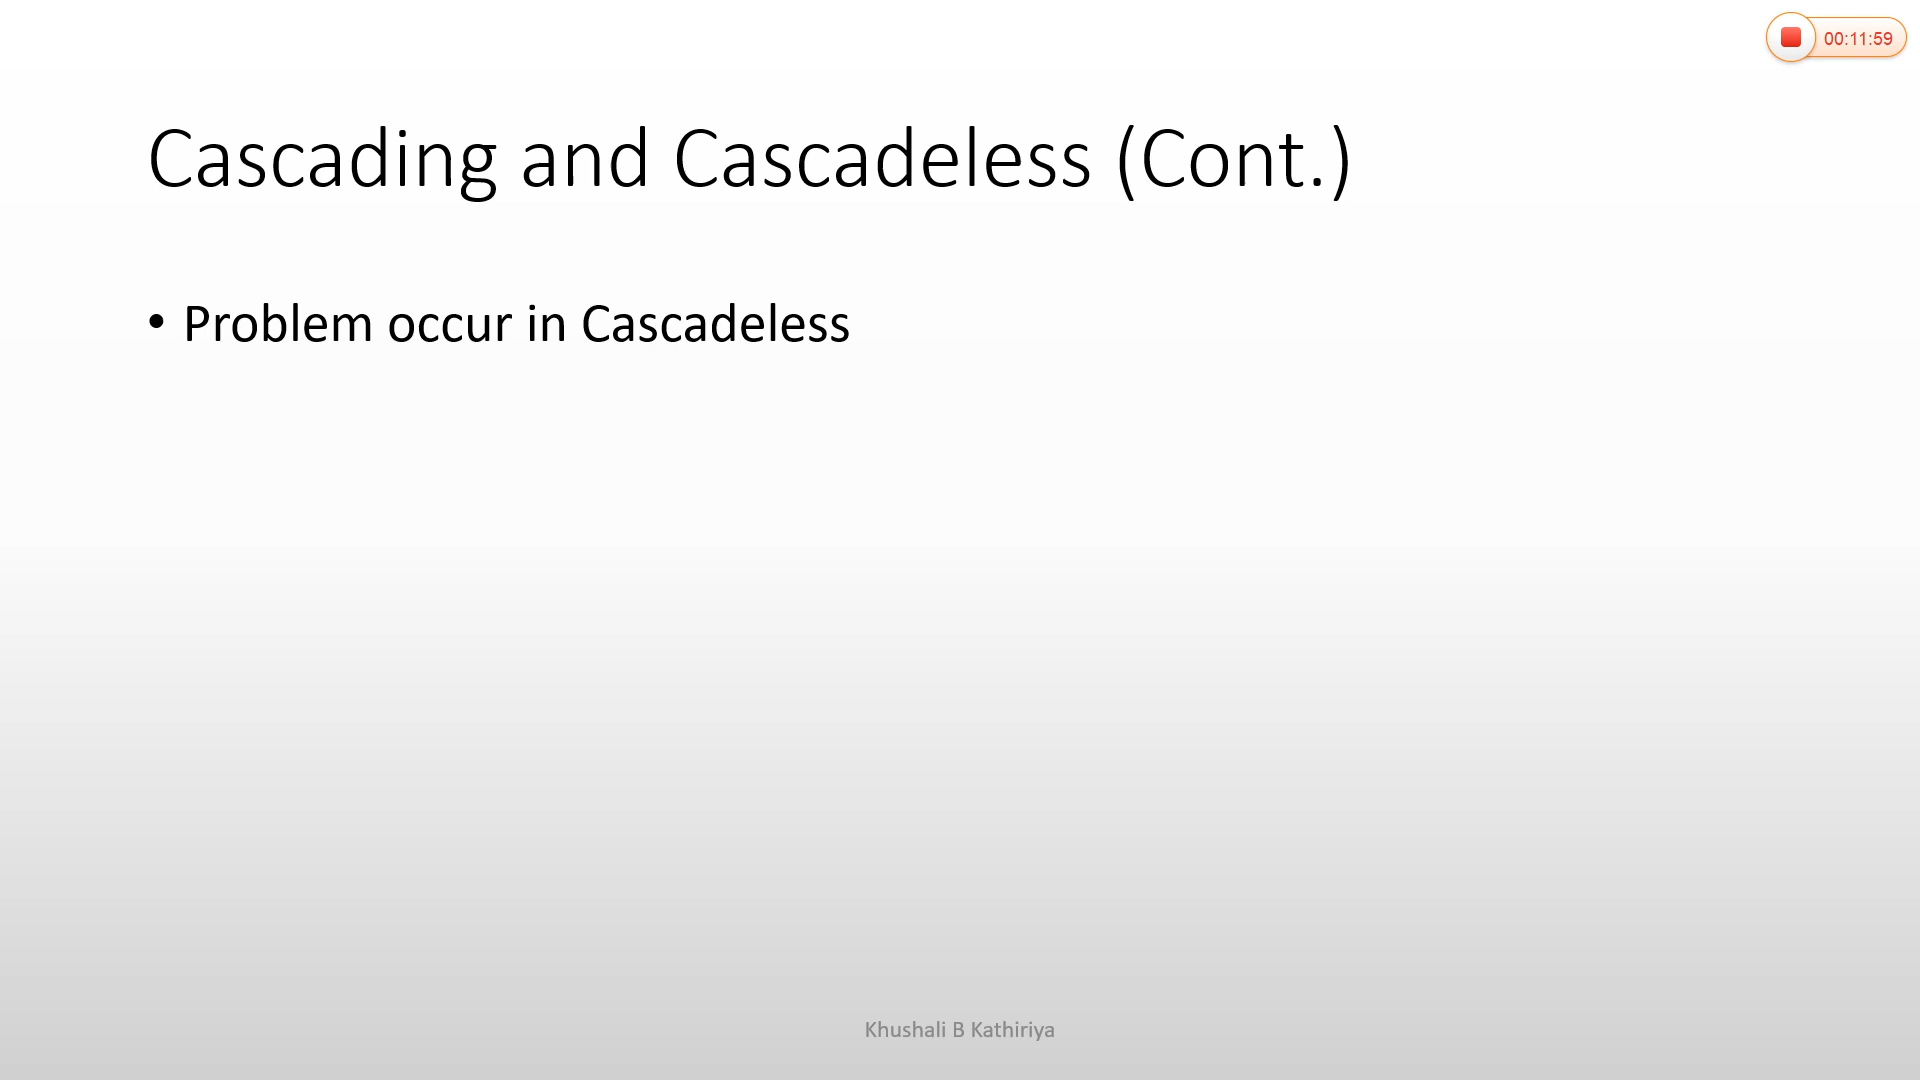 00:11:59
Cascading and Cascadeless (Cont.)
• Problem occur in Cascadeless
Khushali B Kathiriya